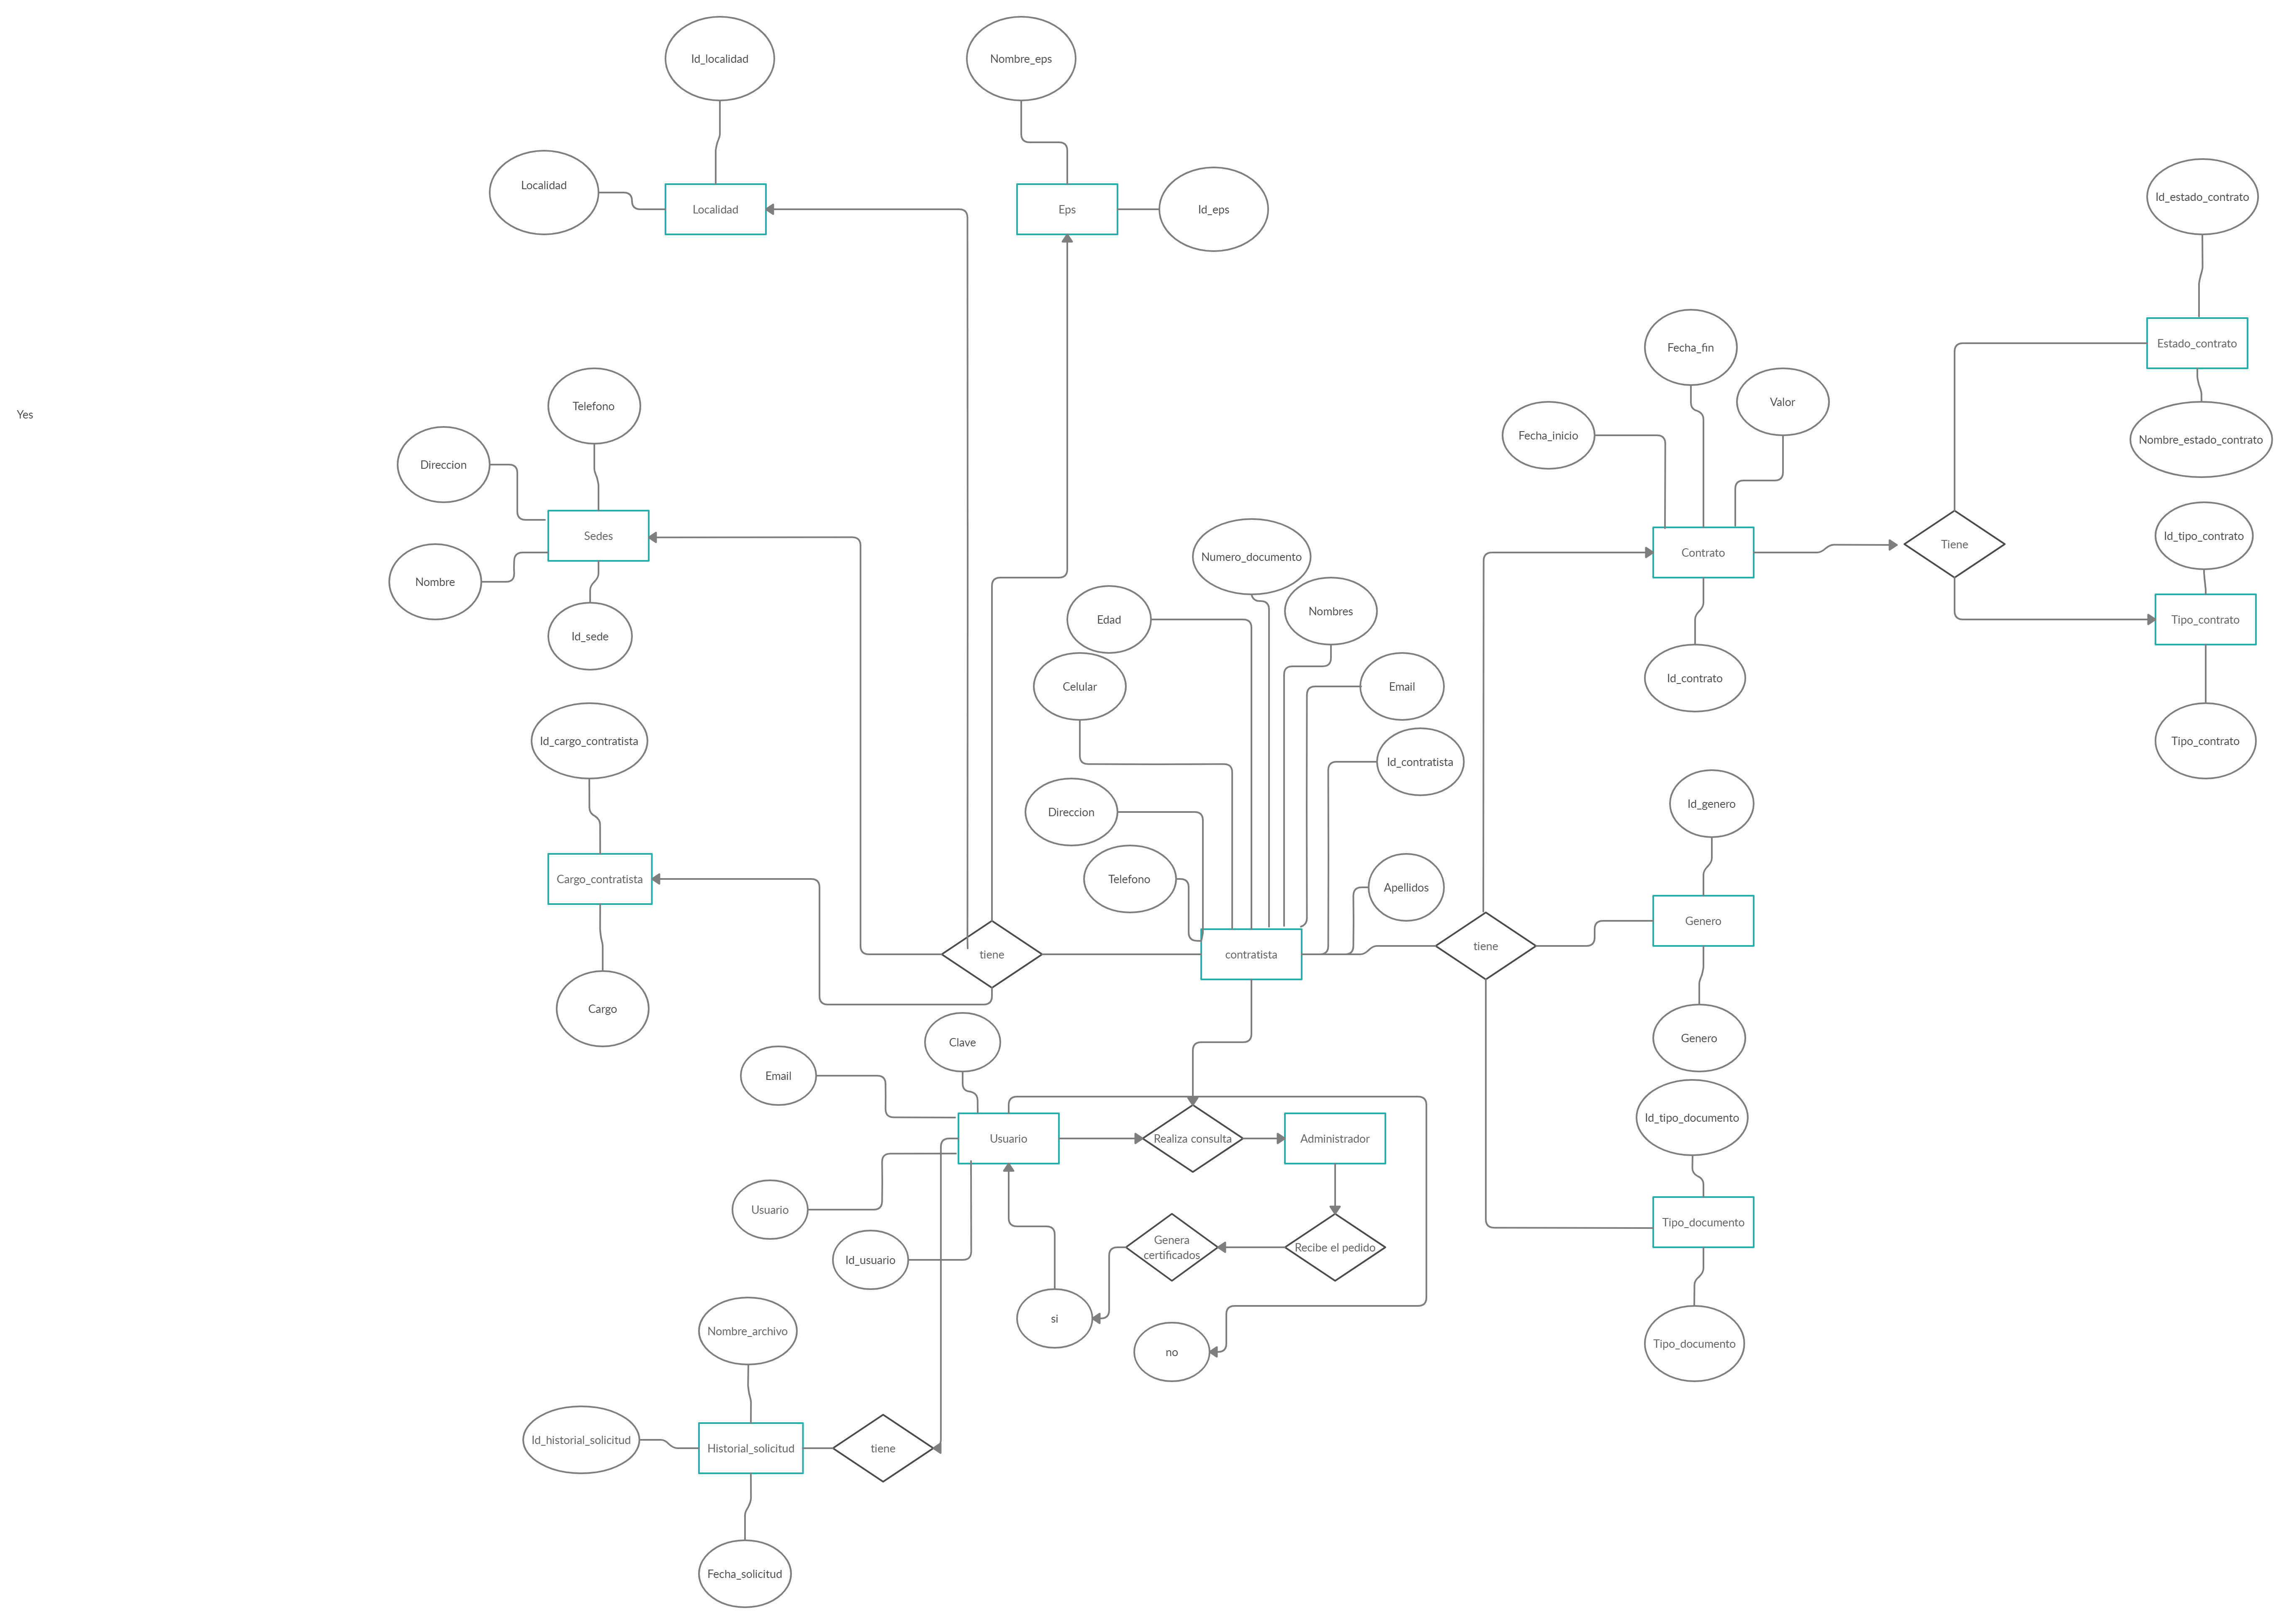 Id_localidad
Nombre_eps
Localidad
Localidad
Eps
Id_eps
Id_estado_contrato
Estado_contrato
Nombre_estado_contrato
Fecha_fin
Valor
Fecha_inicio
Yes
Telefono
Direccion
Sedes
Nombre
Id_sede
Numero_documento
Nombres
Edad
Celular
Email
Id_contratista
Direccion
Telefono
Apellidos
Contrato
Tiene
Id_contrato
Id_tipo_contrato
Tipo_contrato
Tipo_contrato
Id_cargo_contratista
Cargo_contratista
Cargo
tiene
contratista
tiene
Id_genero
Genero
Genero
Clave
Email
Usuario
Realiza consulta
Administrador
Id_tipo_documento
Tipo_documento
Tipo_documento
Usuario
Id_usuario
Genera
certificados
Recibe el pedido
si
no
Nombre_archivo
Id_historial_solicitud
Historial_solicitud
tiene
Fecha_solicitud